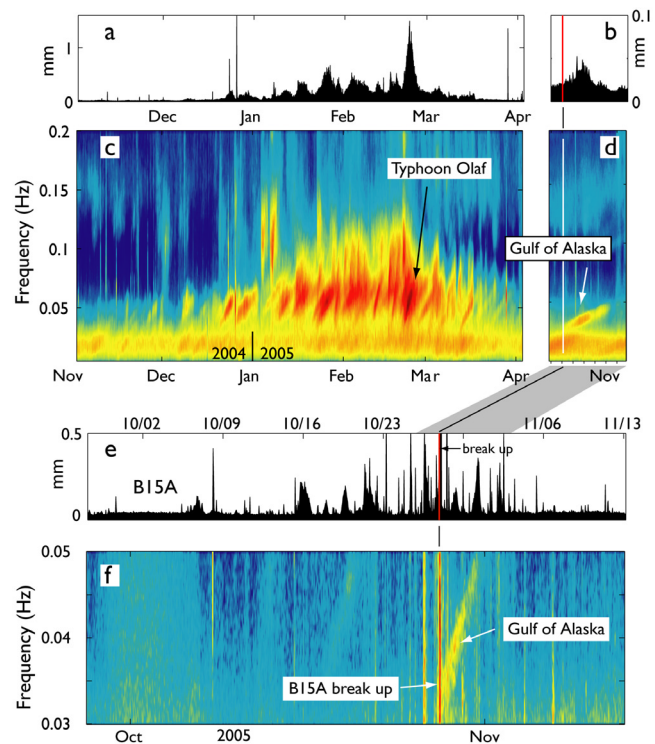 a
b
0.1
mm
0
mm
1
0
Dec
Jan
Feb
Mar
Apr
0.2
0.15
0.1
0.05
Frequency (Hz)
c
Typhoon Olaf
d
Gulf of Alaska
2004 2005
Nov
Dec
Jan
Feb
Mar
Apr
Nov
10/02
10/09
10/16
10/23
11/06
11/13
e
0.5
mm
0
B15A
break up
f
0.05
0.04
0.03
Frequency (Hz)
Gulf of Alaska
B15A break up
Oct
2005
Nov